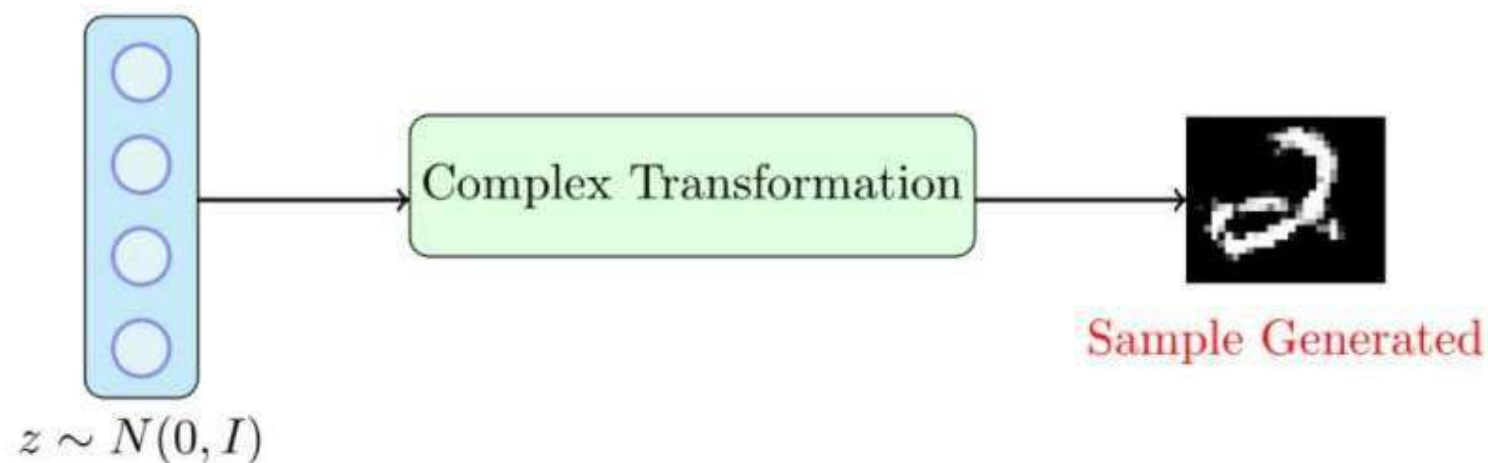 Complex Transformation
Sample Generated
z ∼ N(0, I)